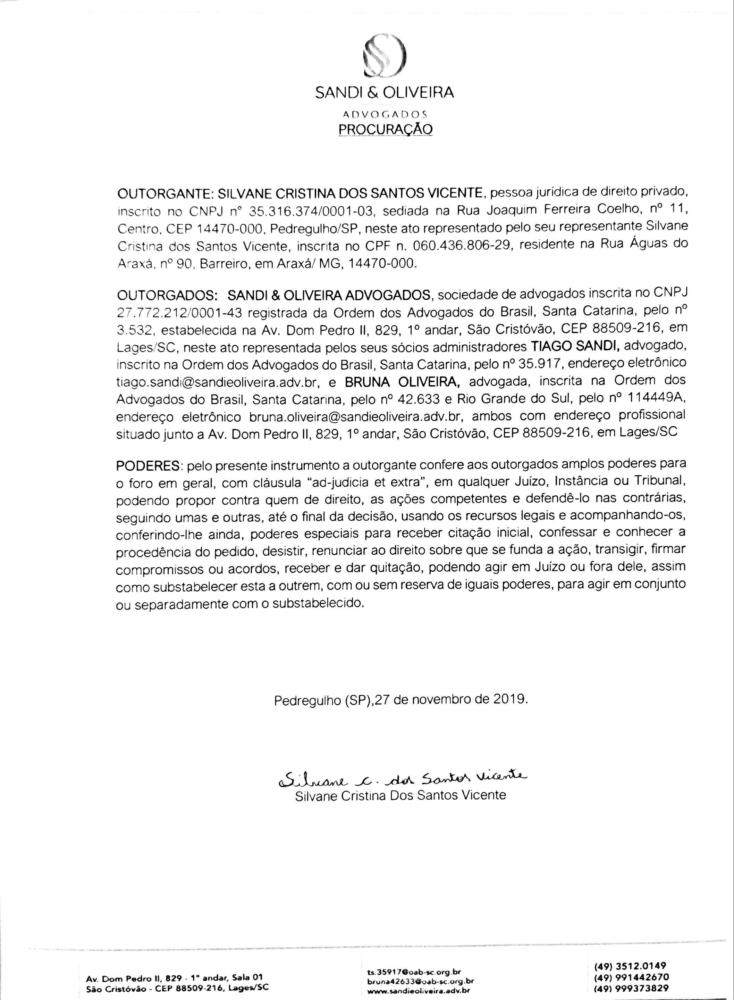 SANDI & OLIVEIRA
ADVOGADOS
PROCURAÇÃO
OUTORGANTE: SILVANE CRISTINA DOS SANTOS VICENTE, pessoa jurídica de direito privado,
inscrito no CNPJ nº 35.316.374/0001-03, sediada na Rua Joaquim Ferreira Coelho, nº 11,
Centro, CEP 14470-000, Pedregulho/SP, neste ato representado pelo seu representante Silvane
Cristina dos Santos Vicente, inscrita no CPF n. 060.436.806-29, residente na Rua Águas do
Araxá, nº 90, Barreiro, em Araxá/ MG, 14470-000.
OUTORGADOS: SANDI & OLIVEIRA ADVOGADOS, sociedade de advogados inscrita no CNPJ
27.772.212/0001-43 registrada da Ordem dos Advogados do Brasil, Santa Catarina, pelo nº
3.532, estabelecida na Av. Dom Pedro II, 829, 1º andar, São Cristóvão, CEP 88509-216, em
Lages/SC, neste ato representada pelos seus sócios administradores TIAGO SANDI, advogado,
inscrito na Ordem dos Advogados do Brasil, Santa Catarina, pelo nº 35.917, endereço eletrônico
tiago.sandi@sandieoliveira.adv.br, e BRUNA OLIVEIRA, advogada, inscrita na Ordem dos
Advogados do Brasil, Santa Catarina, pelo nº 42.633 e Rio Grande do Sul, pelo nº 114449A,
endereço eletrônico bruna.oliveira@sandieoliveira.adv.br, ambos com endereço profissional
situado junto a Av. Dom Pedro II, 829, 1º andar, São Cristóvão, CEP 88509-216, em Lages/SC
PODERES: pelo presente instrumento a outorgante confere aos outorgados amplos poderes para
o foro em geral, com cláusula “ad-judicia et extra”, em qualquer Juízo, Instância ou Tribunal,
podendo propor contra quem de direito, as ações competentes e defendê-lo nas contrárias,
seguindo umas e outras, até o final da decisão, usando os recursos legais e acompanhando-os,
conferindo-lhe ainda, poderes especiais para receber citação inicial, confessar e conhecer a
procedência do pedido, desistir, renunciar ao direito sobre que se funda a ação, transigir, firmar
compromissos ou acordos, receber e dar quitação, podendo agir em Juízo ou fora dele, assim
como substabelecer esta a outrem, com ou sem reserva de iguais poderes, para agir em conjunto
ou separadamente com o substabelecido.
Pedregulho (SP),27 de novembro de 2019.
Silvane C. dos Santos Vicente
Silvane Cristina Dos Santos Vicente
Av. Dom Pedro II, 829 - 1º andar, Sala 01
São Cristóvão - CEP 88509-216, Lages/SC
ts.35917@oab-sc.org.br
bruna42633@oab-sc.org.br
www.sandieoliveira.adv.br
(49) 3512.0149
(49) 991442670
(49) 999373829